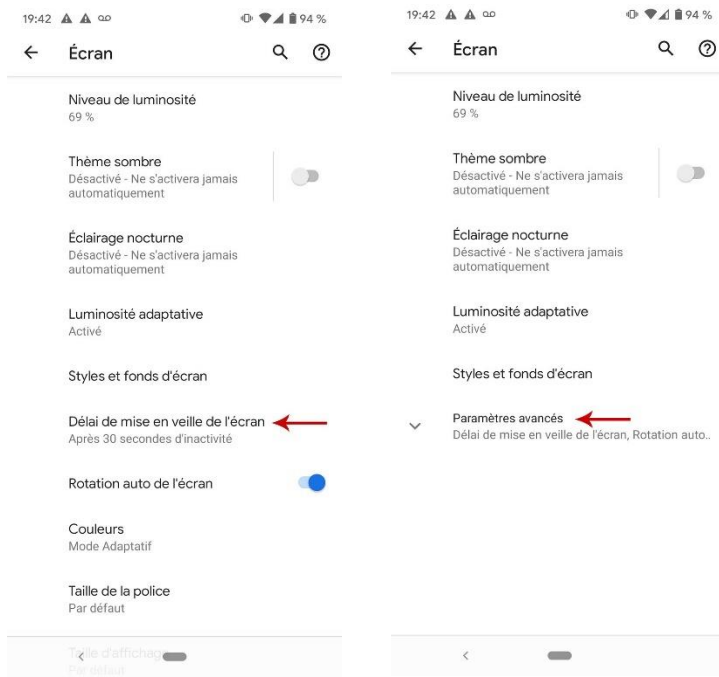 19:42 94 %
Écran
Niveau de luminosité
69 %
Thème sombre
Désactivé - Ne s'activera jamais
automatiquement
Éclairage nocturne
Désactivé - Ne s'activera jamais
automatiquement
Luminosité adaptative
Activé
Styles et fonds d'écran
Délai de mise en veille de l'écran
Après 30 secondes d'inactivité
Rotation auto de l'écran
Couleurs
Mode Adaptatif
Taille de la police
Par défaut
Taille d'affichage
Par défaut
19:42 94 %
Écran
Niveau de luminosité
69 %
Thème sombre
Désactivé - Ne s'activera jamais
automatiquement
Éclairage nocturne
Désactivé - Ne s'activera jamais
automatiquement
Luminosité adaptative
Activé
Styles et fonds d'écran
Paramètres avancés
Délai de mise en veille de l'écran, Rotation auto..